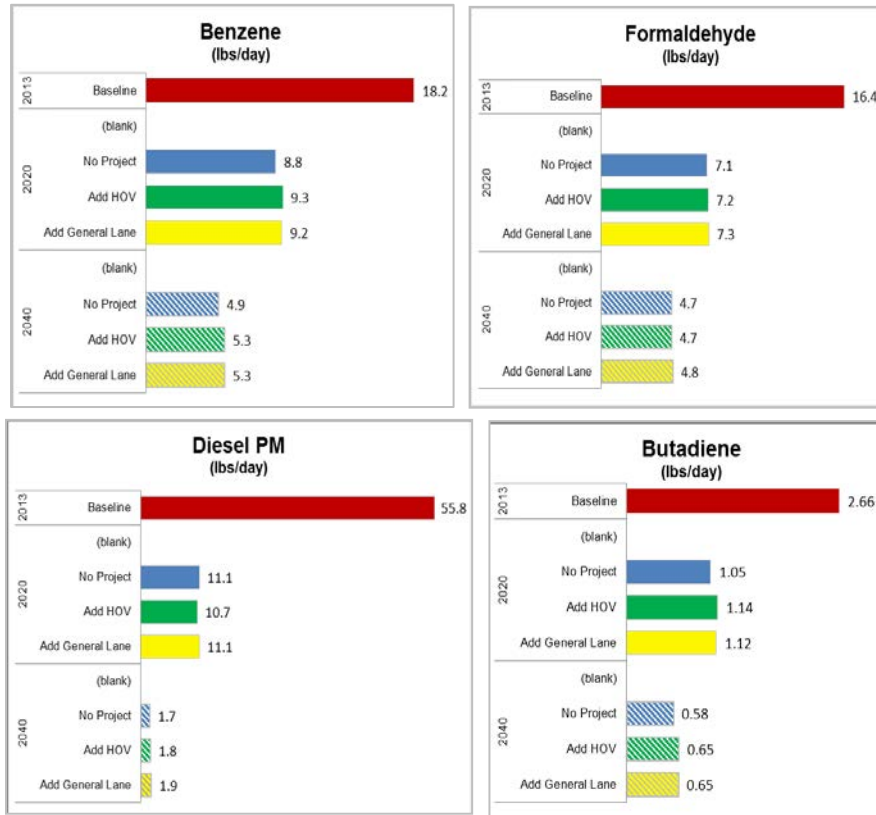 Benzene
(lbs/day)
2013
Baseline 18.2
(blank)
2020
No Project 8.8
Add HOV 9.3
Add General Lane 9.2
(blank)
2040
No Project 4.9
Add HOV 5.3
Add General Lane 5.3
Formaldehyde
(lbs/day)
2013
Baseline 16.4
(blank)
2020
No Project 7.1
Add HOV 7.2
Add General Lane 7.3
(blank)
2040
No Project 4.7
Add HOV 4.7
Add General Lane 4.8
Diesel PM
(lbs/day)
2013
Baseline 55.8
(blank)
2020
No Project 11.1
Add HOV 10.7
Add General Lane 11.1
(blank)
2040
No Project 1.7
Add HOV 1.8
Add General Lane 1.9
Butadiene
(lbs/day)
2013
Baseline 2.66
(blank)
2020
No Project 1.05
Add HOV 1.14
Add General Lane 1.12
(blank)
2040
No Project 0.58
Add HOV 0.65
Add General Lane 0.65